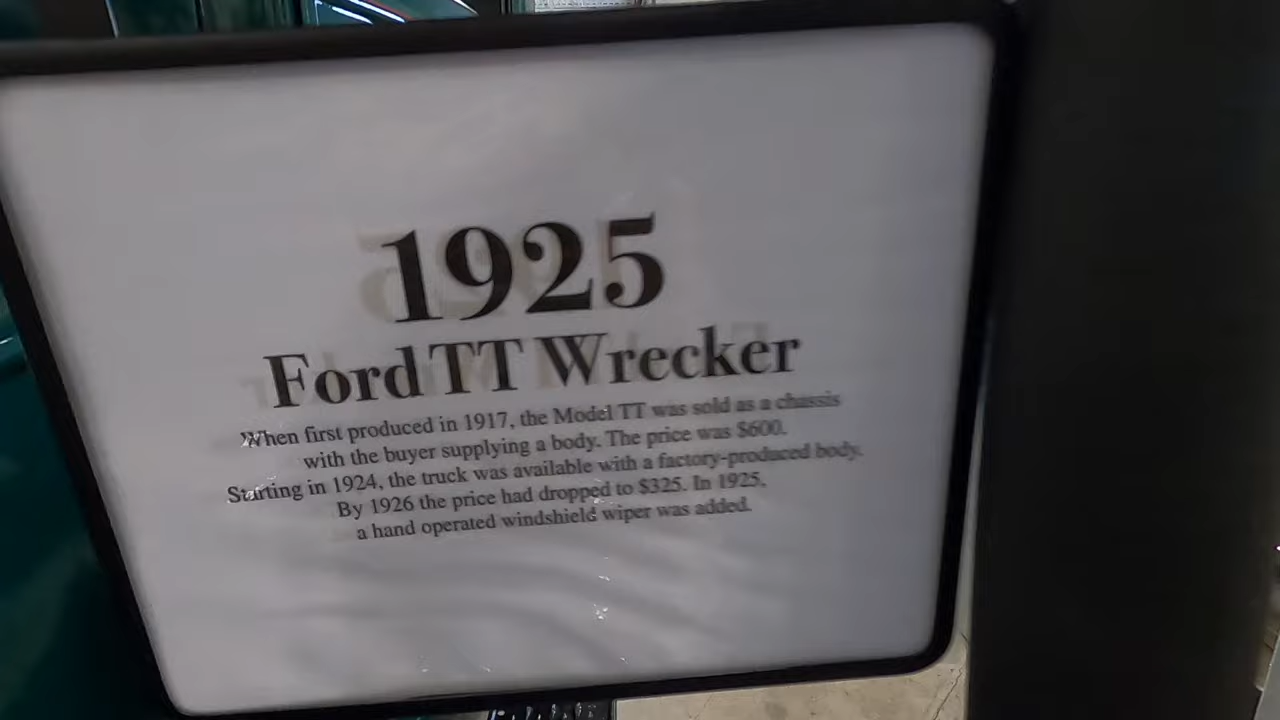 1925
Ford TT Wrecker
When first produced in 1917, the Model TT was sold as a chassis
with the buyer supplying a body. The price was $600.
Starting in 1924, the truck was available with a factory-produced body.
By 1926 the price had dropped to $325. In 1925,
a hand operated windshield wiper was added.